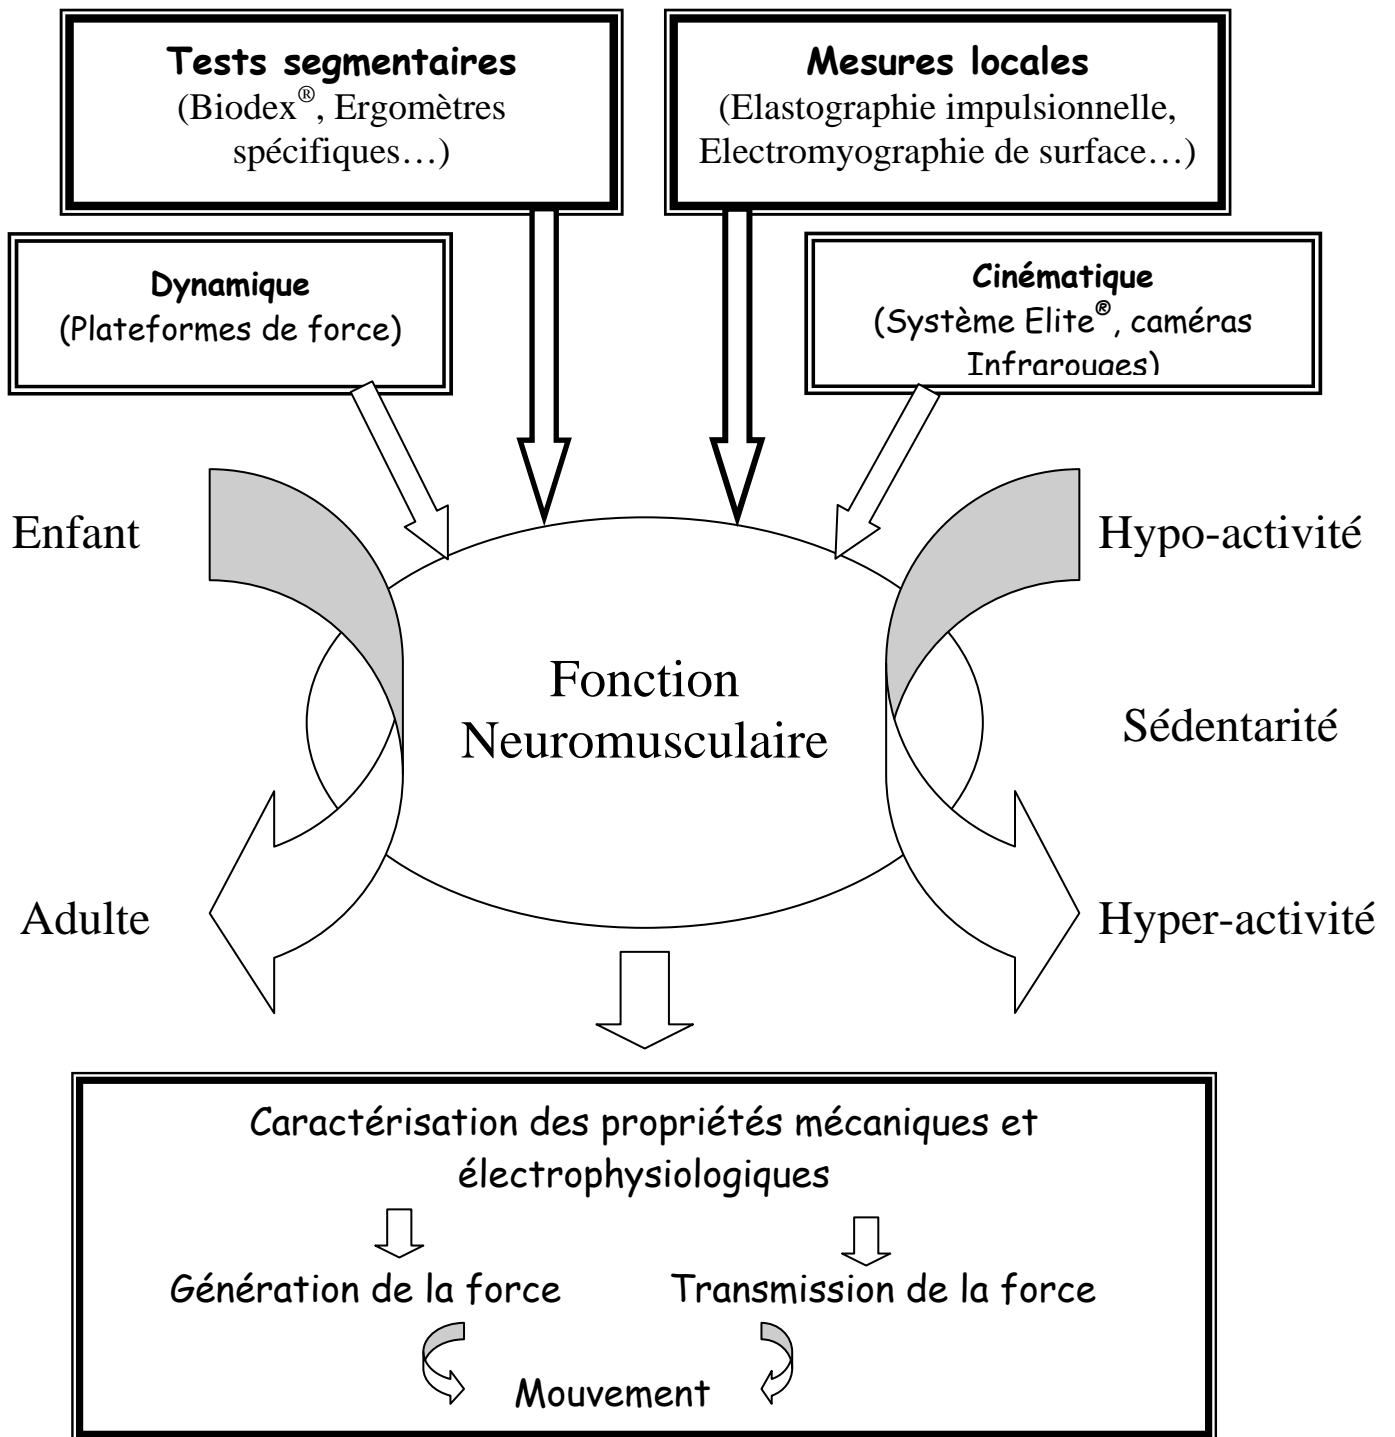 Tests segmentaires
(Biodex®, Ergomètres
spécifiques…)
Mesures locales
(Elastographie impulsionnelle,
Electromyographie de surface…)
Dynamique
(Plateformes de force)
Cinématique
(Système Elite®, caméras
Infrarouges)
Enfant
Hypo-activité
Fonction
Neuromusculaire
Sédentarité
Adulte
Hyper-activité
Caractérisation des propriétés mécaniques et
électrophysiologiques
Génération de la force
Transmission de la force
Mouvement